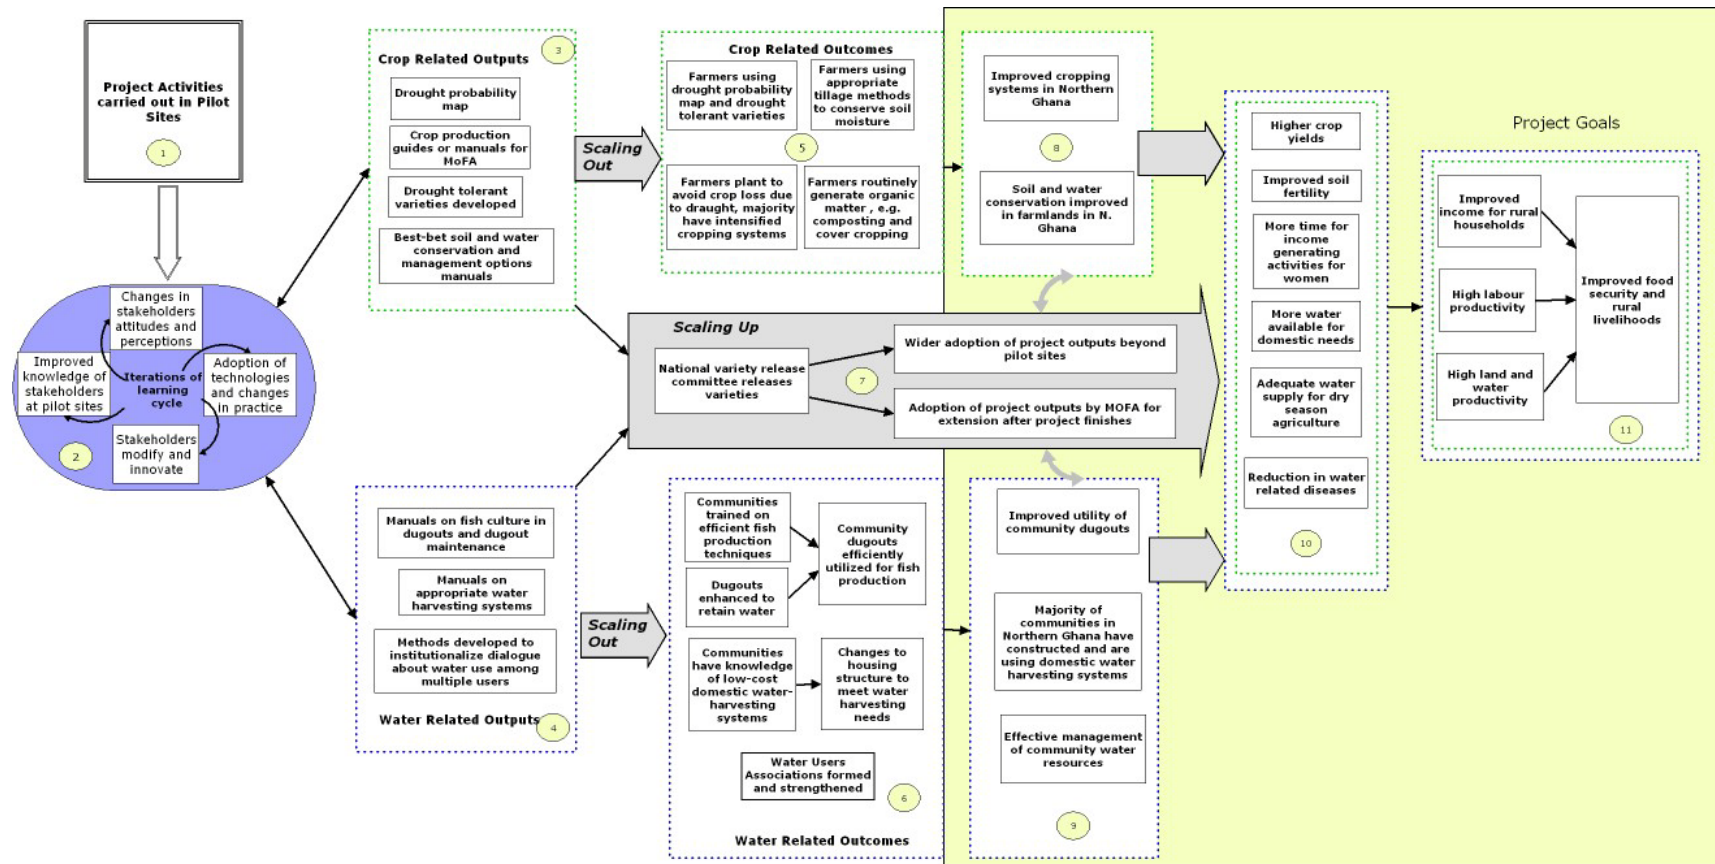 Project Activities
carried out in Pilot
Sites
1
Changes in
stakeholders
attitudes and
perceptions
Improved
knowledge of
stakeholders
at pilot sites
Iterations of
learning
cycle
Adoption of
technologies
and changes
in practice
Stakeholders
modify and
innovate
2
3
Crop Related Outputs
Drought probability
map
Crop production
guides or manuals for
MoFA
Drought tolerant
varieties developed
Best-bet soil and water
conservation and
management options
manuals
Manuals on fish culture in
dugouts and dugout
maintenance
Manuals on
appropriate water
harvesting systems
Methods developed to
institutionalize dialogue
about water use among
multiple users
Water Related Outputs
4
Scaling
Out
Scaling
Out
Crop Related Outcomes
Farmers using
drought probability
map and drought
tolerant varieties
Farmers using
appropriate
tillage methods
to conserve soil
moisture
5
Farmers plant to
avoid crop loss due
to draught, majority
have intensified
cropping systems
Farmers routinely
generate organic
matter , e.g.
composting and
cover cropping
Scaling Up
National variety release
committee releases
varieties
7
Wider adoption of project outputs beyond
pilot sites
Adoption of project outputs by MOFA for
extension after project finishes
Communities
trained on
efficient fish
production
techniques
Dugouts
enhanced to
retain water
Community
dugouts
efficiently
utilized for fish
production
Communities
have knowledge
of low-cost
domestic water-
harvesting
systems
Changes to
housing
structure to
meet water
harvesting
needs
Water Users
Associations formed
and strengthened
6
Water Related Outcomes
Improved cropping
systems in Northern
Ghana
8
Soil and water
conservation improved
in farmlands in N.
Ghana
Improved utility of
community dugouts
Majority of
communities in
Northern Ghana have
constructed and are
using domestic water
harvesting systems
Effective management
of community water
resources
9
Higher crop
yields
Improved soil
fertility
More time for
income
generating
activities for
women
More water
available for
domestic needs
Adequate water
supply for dry
season
agriculture
Reduction in water
related diseases
10
Project Goals
Improved
income for rural
households
High labour
productivity
High land and
water
productivity
Improved food
security and
rural
livelihoods
11